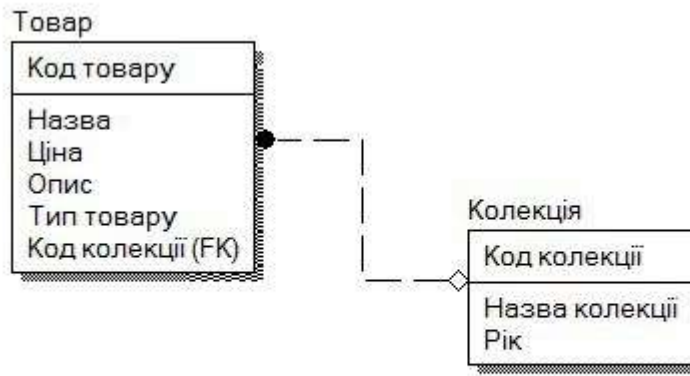 Товар
Код товару
Назва
Ціна
Опис
Тип товару
Код колекції (FK)
Колекція
Код колекції
Назва колекції
Рік